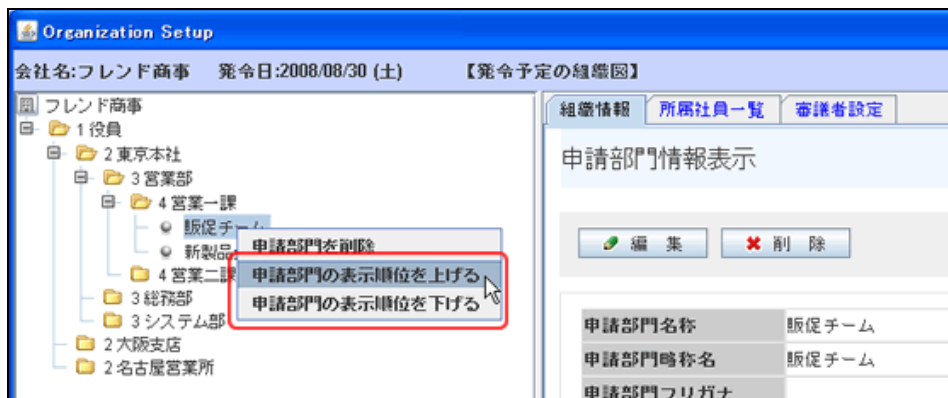 Organization Setup
会社名:フレンド商事 発令日:2008/08/30 (土) 【発令予定の組織図】
フレンド商事
1 役員
2 東京本社
3 営業部
4 営業一課
販促チーム
新製品
4 営業二課
3 総務部
3 システム部
2 大阪支店
2 名古屋営業所
申請部門を削除
申請部門の表示順位を上げる
申請部門の表示順位を下げる
組織情報 所属社員一覧 審議者設定
申請部門情報表示
編 集 削 除
申請部門名称 販促チーム
申請部門略称名 販促チーム
申請部門フリガナ